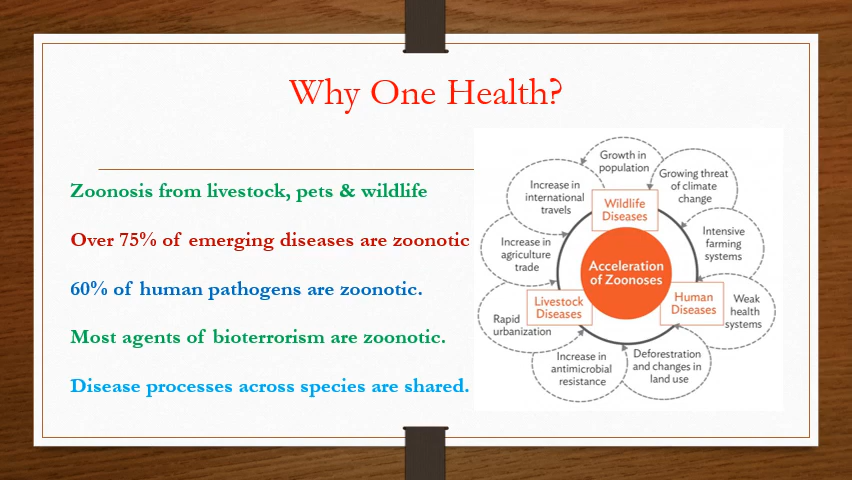 Why One Health?
Zoonosis from livestock, pets & wildlife
Over 75% of emerging diseases are zoonotic
60% of human pathogens are zoonotic.
Most agents of bioterrorism are zoonotic.
Disease processes across species are shared.
Growth in
population
Growing threat
of climate
change
Increase in
international
travels
Wildlife
Diseases
Intensive
farming
systems
Increase in
agriculture
trade
Acceleration
of Zoonoses
Livestock
Diseases
Human
Diseases
Weak
health
systems
Rapid
urbanization
Increase in
antimicrobial
resistance
Deforestration
and changes in
land use